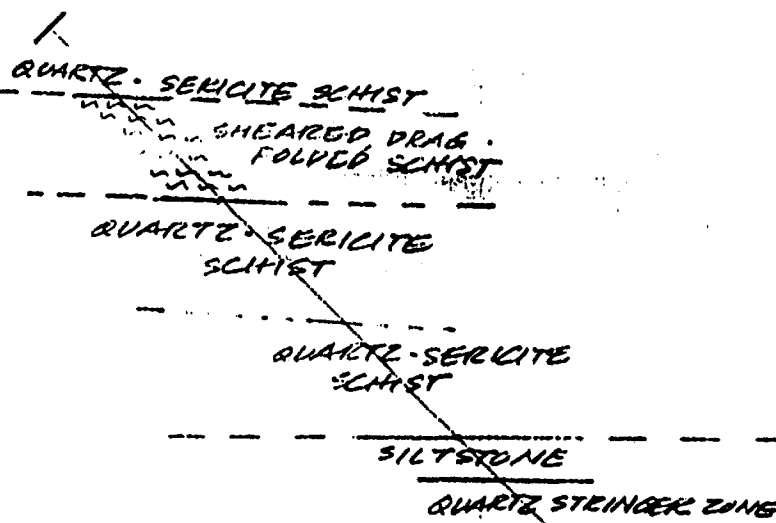 QUARTZ-SERICITE SCHIST
SHEARED DRAG-
FOLDED SCHIST
QUARTZ-SERICITE
SCHIST
QUARTZ-SERICITE
SCHIST
SILTSTONE
QUARTZ STRINGER ZONE